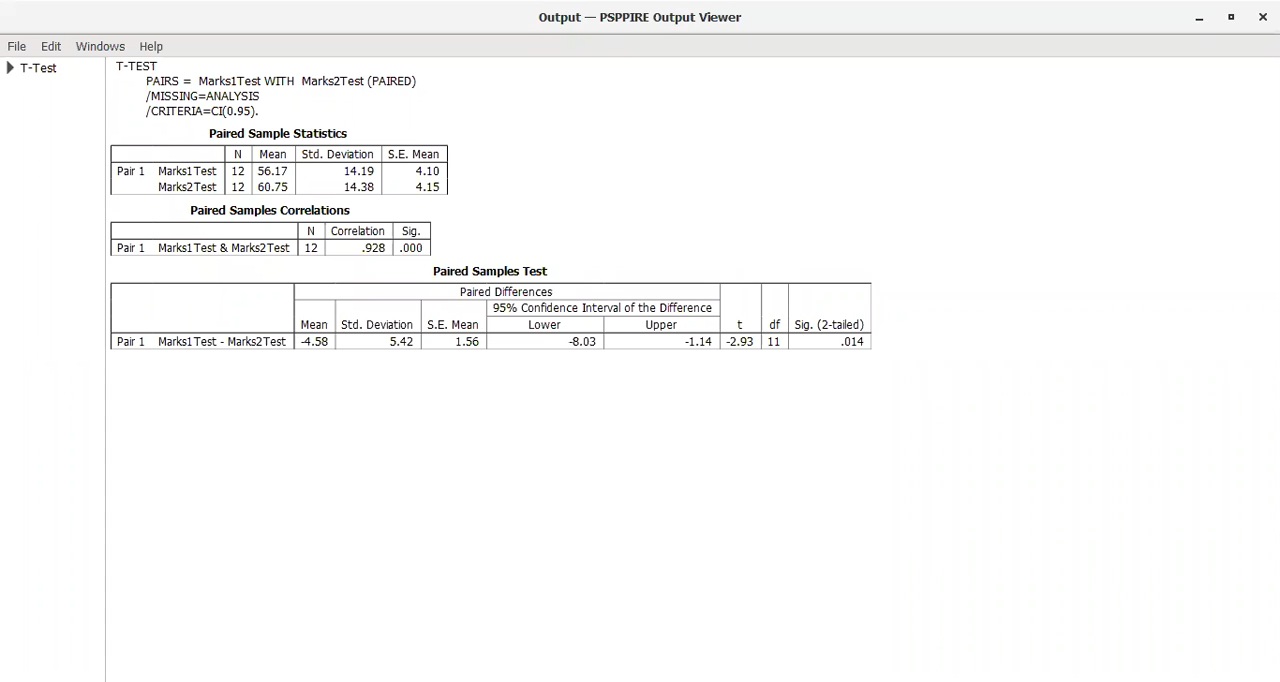 Output — PSPPIRE Output Viewer
File Edit Windows Help
T-Test
T-TEST
PAIRS = Marks1Test WITH Marks2Test (PAIRED)
/MISSING=ANALYSIS
/CRITERIA=CI(0.95).
Paired Sample Statistics
N Mean Std. Deviation S.E. Mean
Pair 1 Marks1Test 12 56.17 14.19 4.10
Marks2Test 12 60.75 14.38 4.15
Paired Samples Correlations
N Correlation Sig.
Pair 1 Marks1Test & Marks2Test 12 .928 .000
Paired Samples Test
Paired Differences
95% Confidence Interval of the Difference
Mean Std. Deviation S.E. Mean Lower Upper t df Sig. (2-tailed)
Pair 1 Marks1Test - Marks2Test -4.58 5.42 1.56 -8.03 -1.14 -2.93 11 .014